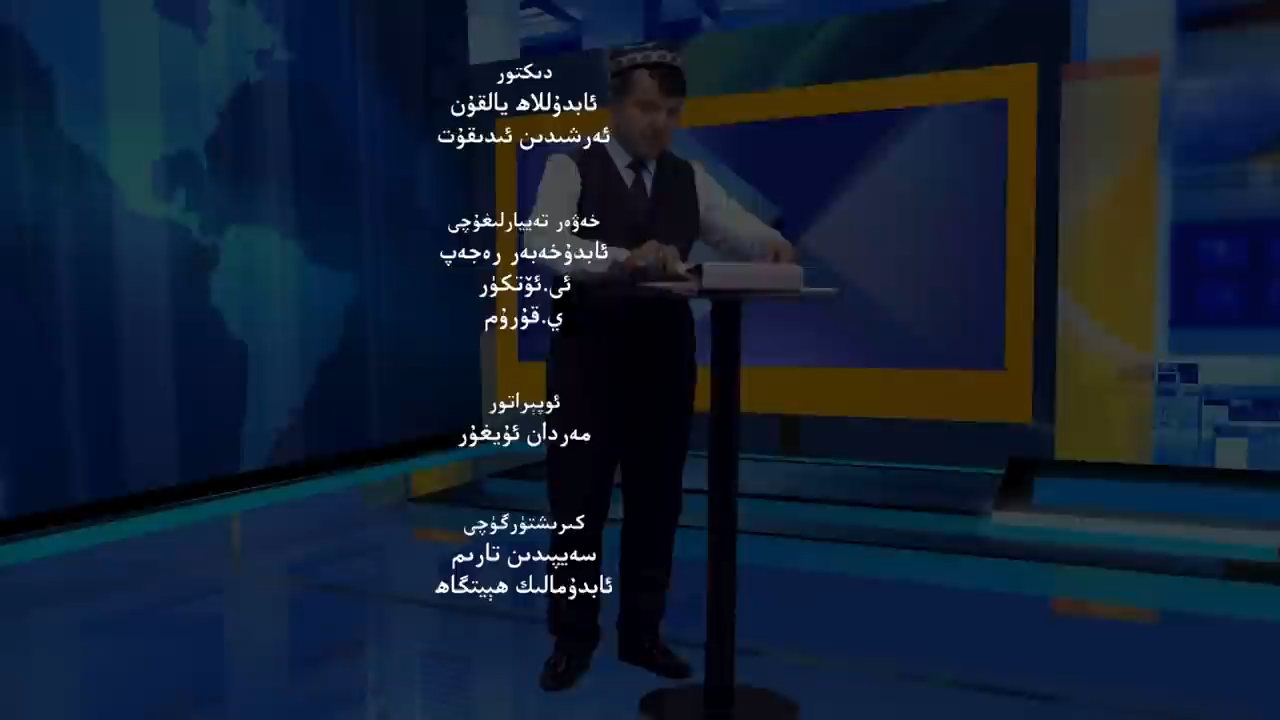 دىكتور
ئابدۇللاھ يالقۇن
ئەرشىدىن ئىدىقۇت
خەۋەر تەييارلىغۇچى
ئابدۇخەبەر رەجەپ
ئى.ئۆتكۈر
ي.قۇرۇم
ئوپېراتور
مەردان ئۇيغۇر
كىرىشتۈرگۈچى
سەيپىدىن تارىم
ئابدۇمالىك ھېيتگاھ